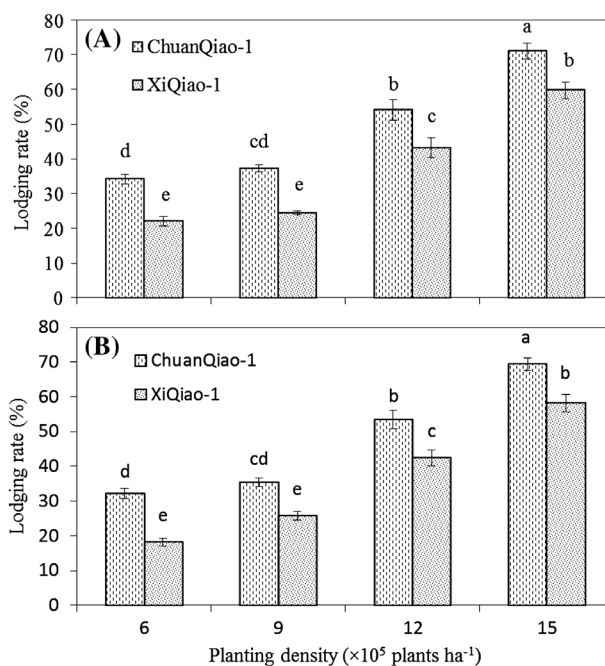 (A)
ChuanQiao-1
XiQiao-1
Lodging rate (%)
80
70
60
50
40
30
20
10
0
d
e
cd
e
b
c
a
b
(B)
ChuanQiao-1
XiQiao-1
Lodging rate (%)
80
70
60
50
40
30
20
10
0
d
e
cd
e
b
c
a
b
6 9 12 15
Planting density (×10⁵ plants ha⁻¹)